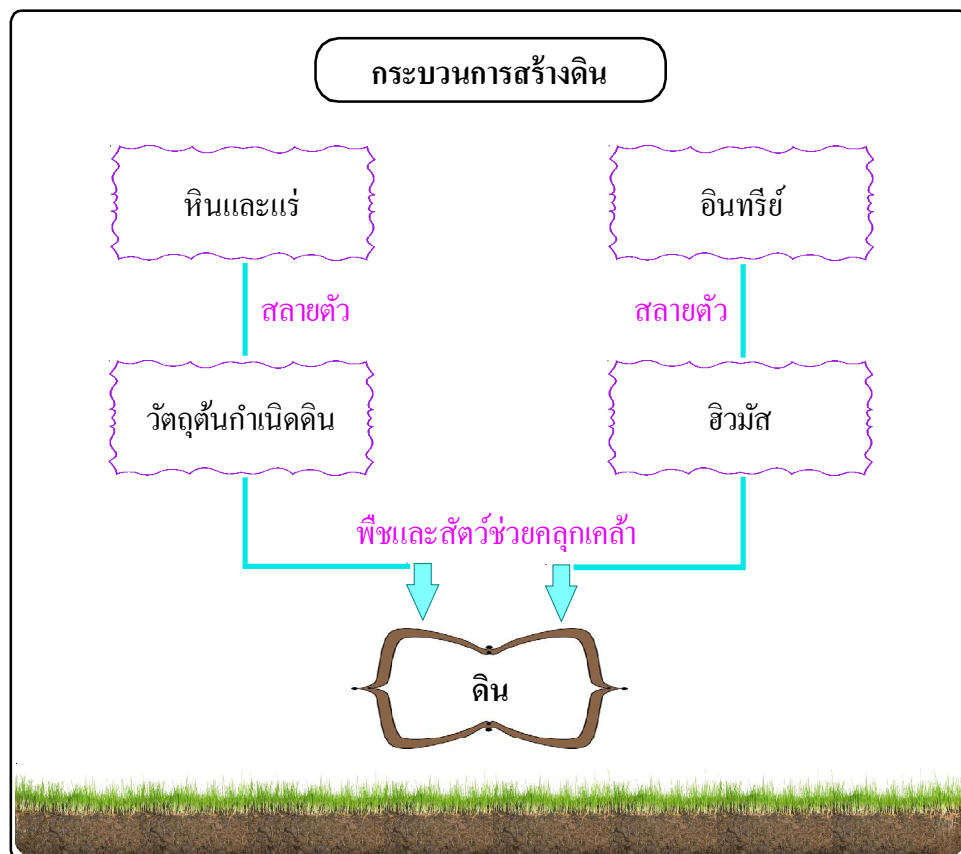 กระบวนการสร้างดิน
หินและแร่
อินทรีย์
สลายตัว
สลายตัว
วัตถุต้นกำเนิดดิน
ฮิวมัส
พืชและสัตว์ช่วยคลุกเคล้า
ดิน